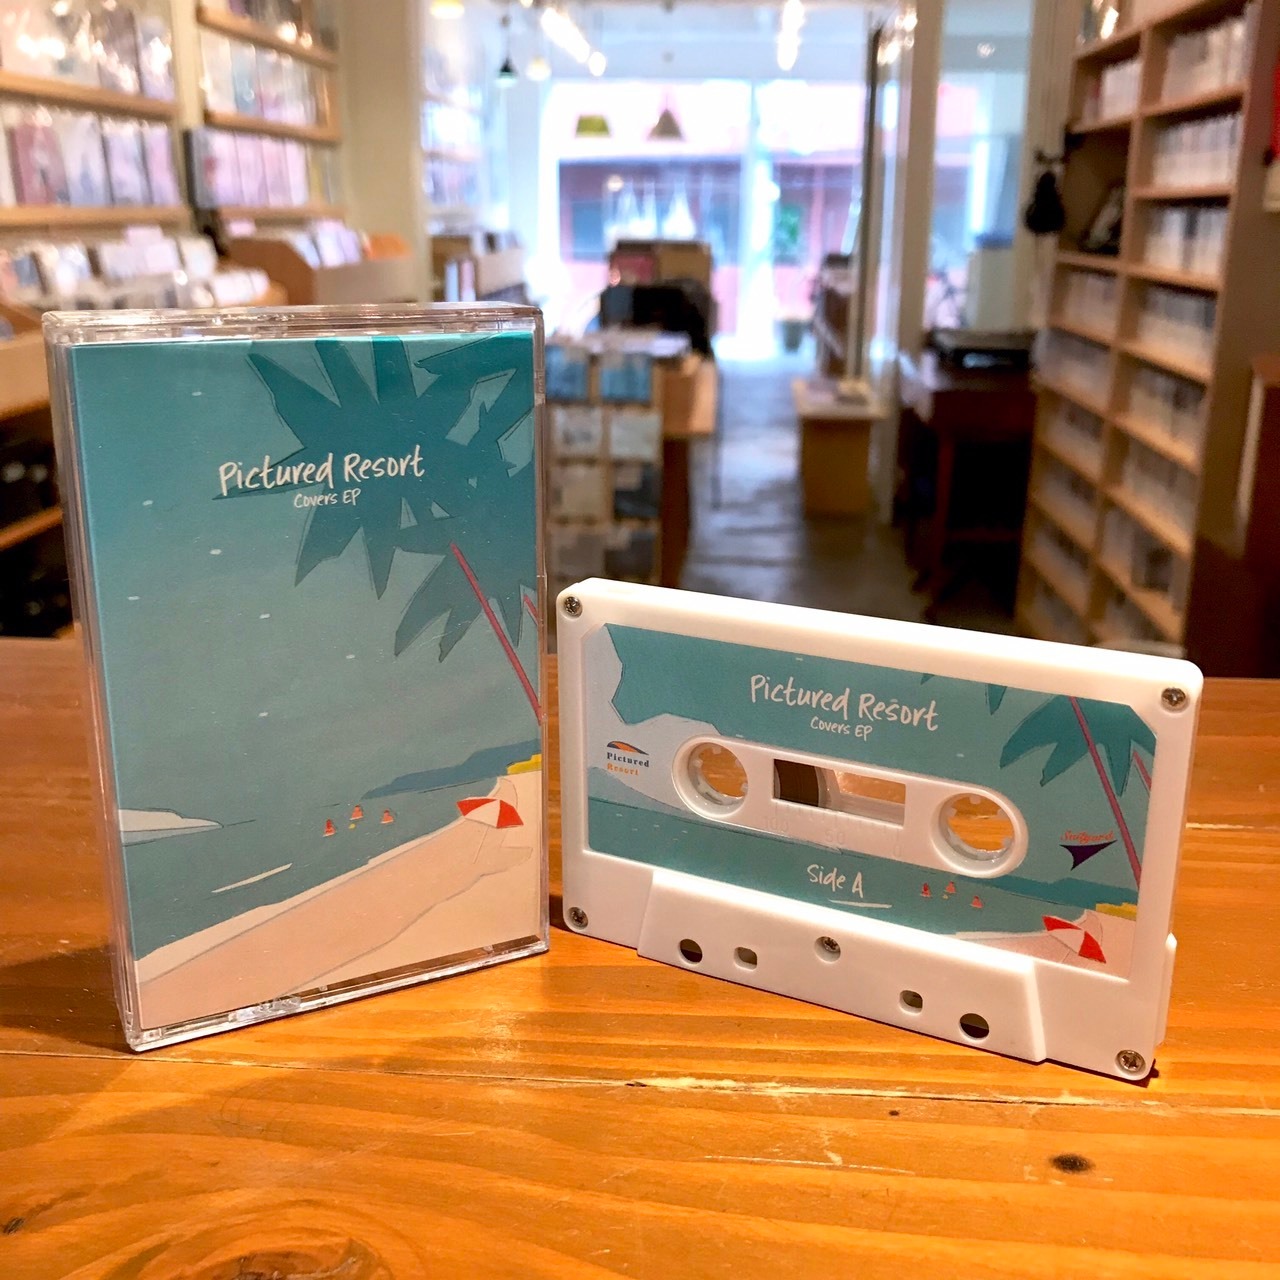 Pictured Resort
Covers EP
Pictured Resort
Covers EP
Pictured
Resort
Side A